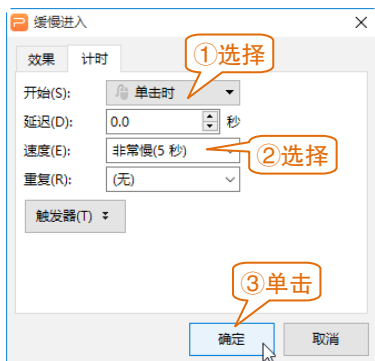 缓慢进入
效果 计时
①选择
开始(S): 单击时
延迟(D): 0.0 秒
速度(E): 非常慢(5 秒)
②选择
重复(R): (无)
触发器(T)
③单击
确定 取消